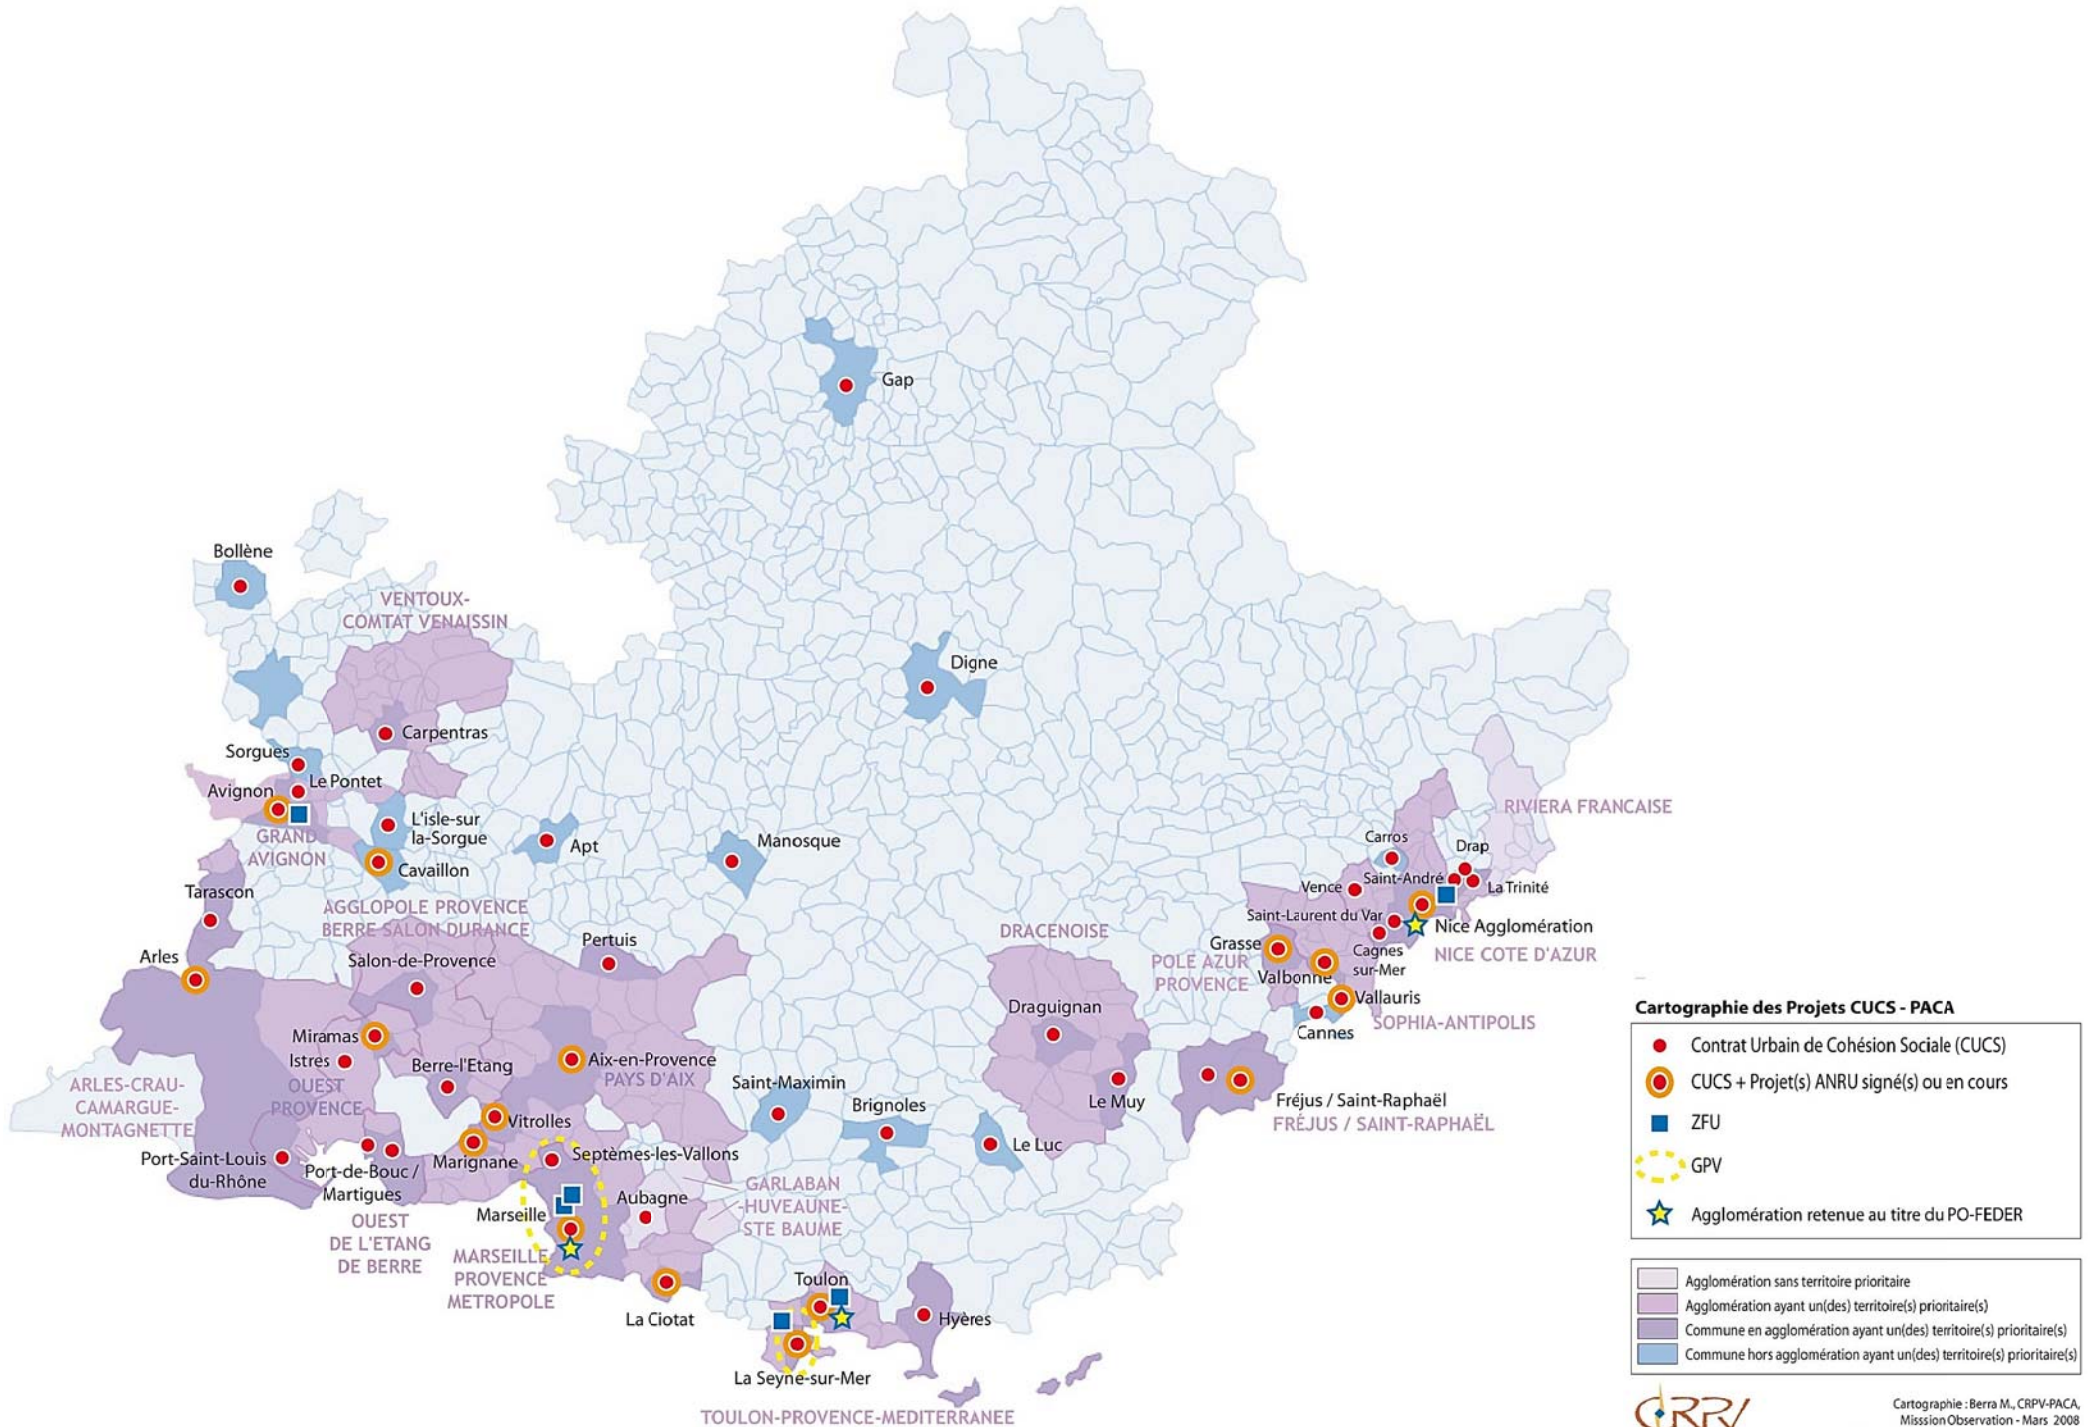 Gap
Bollène
VENTOUX-
COMTAT VENAISSIN
Digne
Carpentras
Sorgues
Le Pontet
Avignon
GRAND
AVIGNON
L'isle-sur
la-Sorgue
Cavaillon
Apt
Manosque
Tarascon
AGGLOPOLE PROVENCE
BERRE SALON DURANCE
Pertuis
Arles
Salon-de-Provence
Miramas
Istres
OUEST
PROVENCE
Berre-l'Etang
Aix-en-Provence
PAYS D'AIX
ARLES-CRAU-
CAMARGUE-
MONTAGNETTE
Vitrolles
Marignane
Port-Saint-Louis
du-Rhône
Port-de-Bouc /
Martigues
OUEST
DE L'ETANG
DE BERRE
Septèmes-les-Vallons
Marseille
MARSEILLE
PROVENCE
METROPOLE
Aubagne
GARLABAN
-HUVEAUNE-
STE BAUME
La Ciotat
Saint-Maximin
Brignoles
Le Luc
Toulon
Hyères
La Seyne-sur-Mer
TOULON-PROVENCE-MEDITERRANEE
DRACENOISE
Draguignan
Le Muy
Fréjus / Saint-Raphaël
FRÉJUS / SAINT-RAPHAËL
RIVIERA FRANCAISE
Carros
Drap
Saint-André
La Trinité
Vence
Saint-Laurent du Var
Nice Agglomération
NICE COTE D'AZUR
Cagnes
sur-Mer
Grasse
POLE AZUR
PROVENCE
Valbonne
Vallauris
Cannes
SOPHIA-ANTIPOLIS
Cartographie des Projets CUCS - PACA
Contrat Urbain de Cohésion Sociale (CUCS)
CUCS + Projet(s) ANRU signé(s) ou en cours
ZFU
GPV
Agglomération retenue au titre du PO-FEDER
Agglomération sans territoire prioritaire
Agglomération ayant un(des) territoire(s) prioritaire(s)
Commune en agglomération ayant un(des) territoire(s) prioritaire(s)
Commune hors agglomération ayant un(des) territoire(s) prioritaire(s)
CRPV
Cartographie : Berra M., CRPV-PACA,
Misssion Observation - Mars 2008